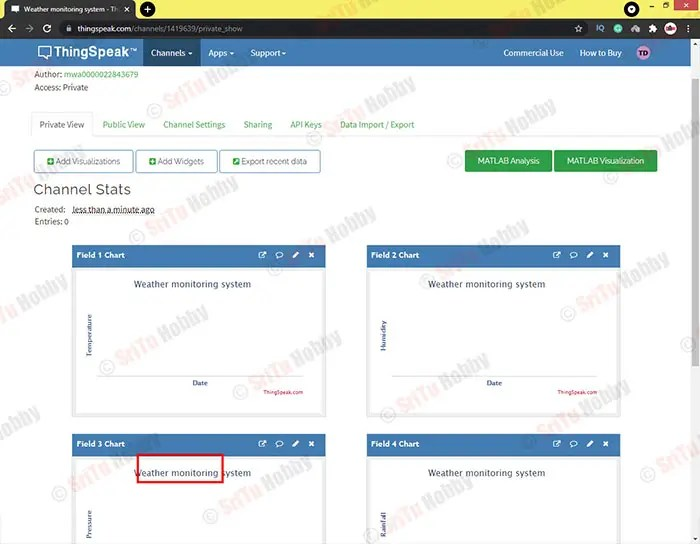 Weather monitoring system - Th
thingspeak.com/channels/1419639/private_show
ThingSpeak™ Channels Apps Support Commercial Use How to Buy TD
Author: mwa0000022843679
Access: Private
Private View Public View Channel Settings Sharing API Keys Data Import / Export
Add Visualizations Add Widgets Export recent data MATLAB Analysis MATLAB Visualization
Channel Stats
Created: less than a minute ago
Entries: 0
Field 1 Chart
Weather monitoring system
Temperature
Date
ThingSpeak.com
Field 2 Chart
Weather monitoring system
Humidity
Date
ThingSpeak.com
Field 3 Chart
Weather monitoring system
Pressure
Field 4 Chart
Weather monitoring system
Rainfall
© SriTu Hobby